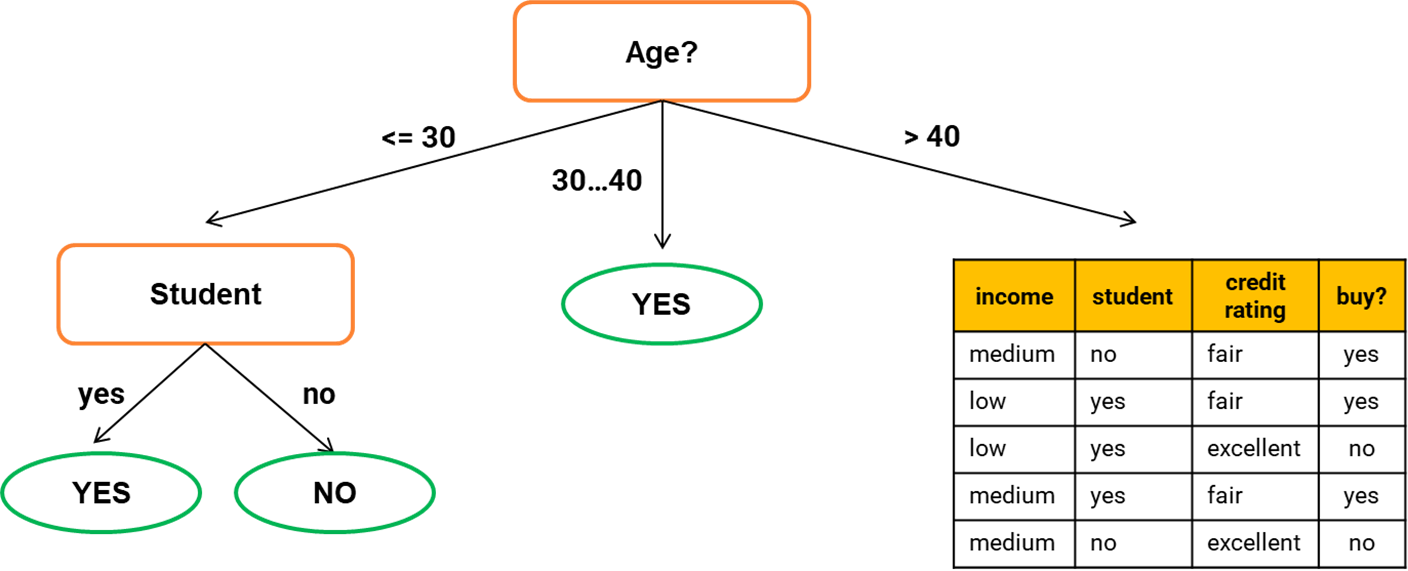 Age?
<= 30
30...40
> 40
Student
YES
yes
no
YES
NO
income student credit rating buy?
medium no fair yes
low yes fair yes
low yes excellent no
medium yes fair yes
medium no excellent no